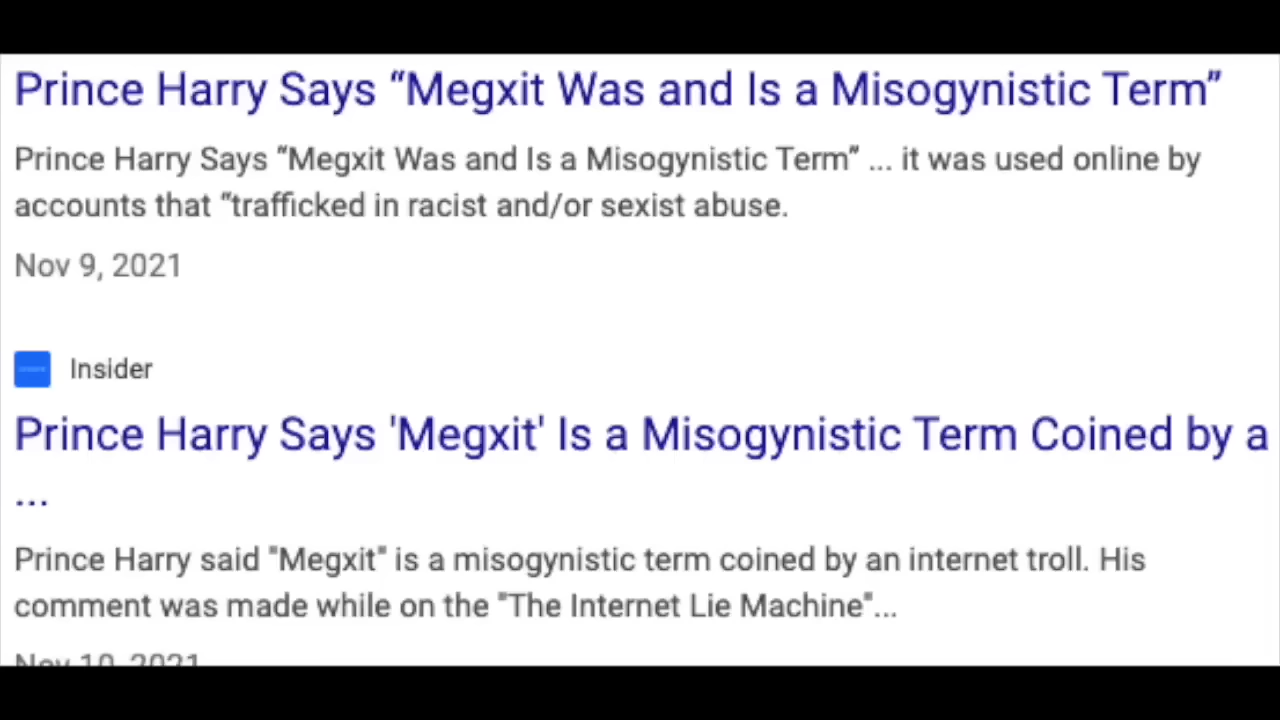 Prince Harry Says “Megxit Was and Is a Misogynistic Term”
Prince Harry Says “Megxit Was and Is a Misogynistic Term” ... it was used online by
accounts that “trafficked in racist and/or sexist abuse.
Nov 9, 2021
Insider
Prince Harry Says 'Megxit' Is a Misogynistic Term Coined by a
...
Prince Harry said "Megxit" is a misogynistic term coined by an internet troll. His
comment was made while on the "The Internet Lie Machine"...
Nov 10, 2021